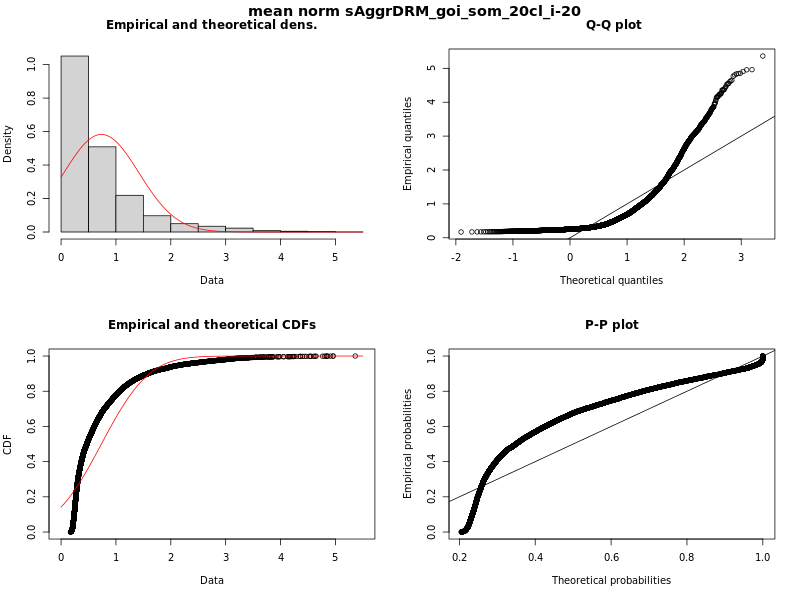 mean norm sAggrDRM_goi_som_20cl_i-20
Empirical and theoretical dens.
Density
0.0 0.2 0.4 0.6 0.8 1.0
0 1 2 3 4 5
Data
Q-Q plot
Empirical quantiles
0 1 2 3 4 5
-2 -1 0 1 2 3
Theoretical quantiles
Empirical and theoretical CDFs
CDF
0.0 0.2 0.4 0.6 0.8 1.0
0 1 2 3 4 5
Data
P-P plot
Empirical probabilities
0.0 0.2 0.4 0.6 0.8 1.0
0.2 0.4 0.6 0.8 1.0
Theoretical probabilities